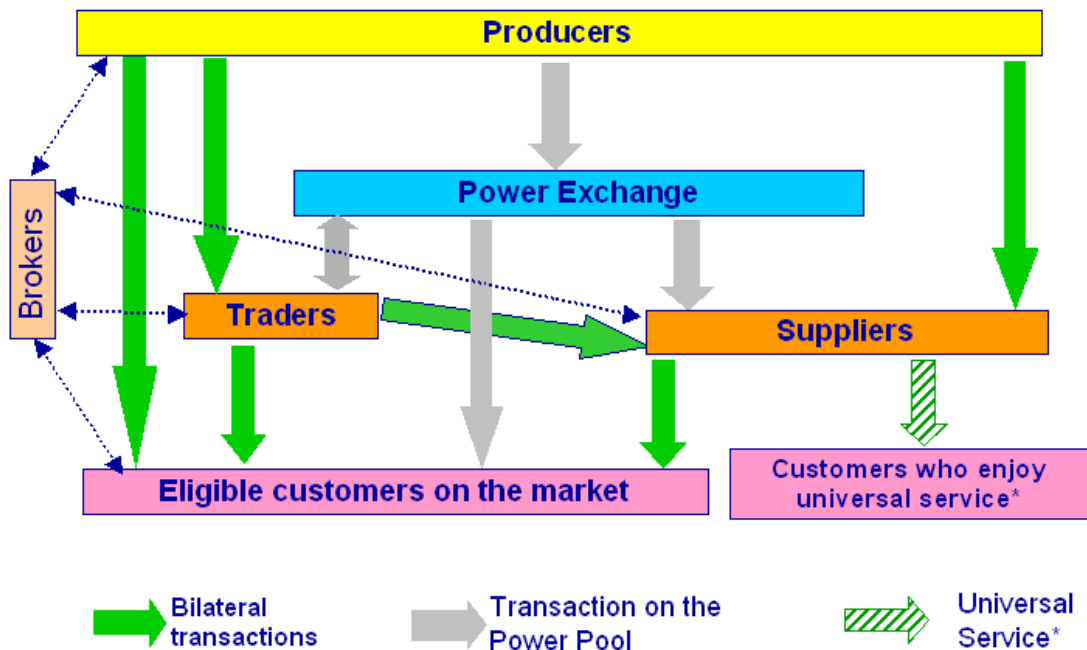 Producers
Power Exchange
Brokers
Traders
Suppliers
Eligible customers on the market
Customers who enjoy
universal service*
Bilateral
transactions
Transaction on the
Power Pool
Universal
Service*